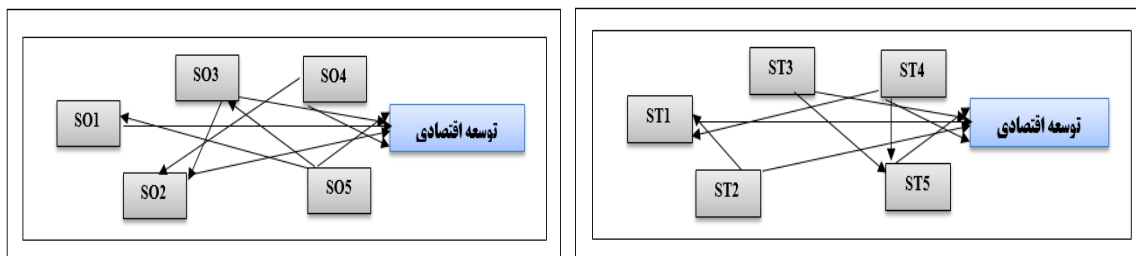 SO3
SO4
SO1
توسعه اقتصادی
SO2
SO5
ST3
ST4
ST1
توسعه اقتصادی
ST2
ST5